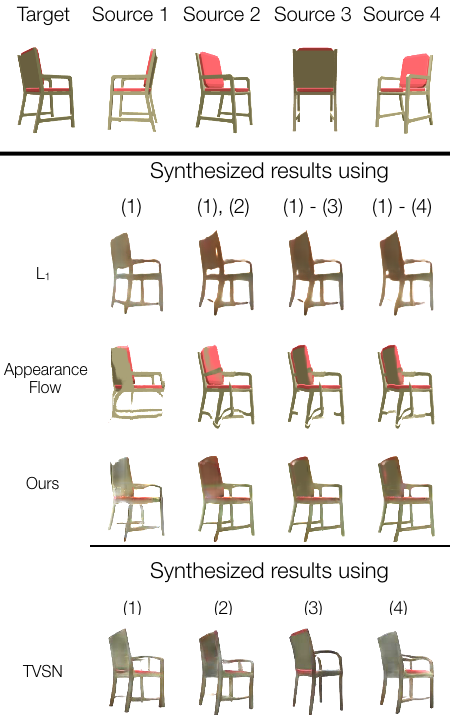 Target Source 1 Source 2 Source 3 Source 4
Synthesized results using
(1) (1), (2) (1) - (3) (1) - (4)
L₁
Appearance
Flow
Ours
Synthesized results using
(1) (2) (3) (4)
TVSN